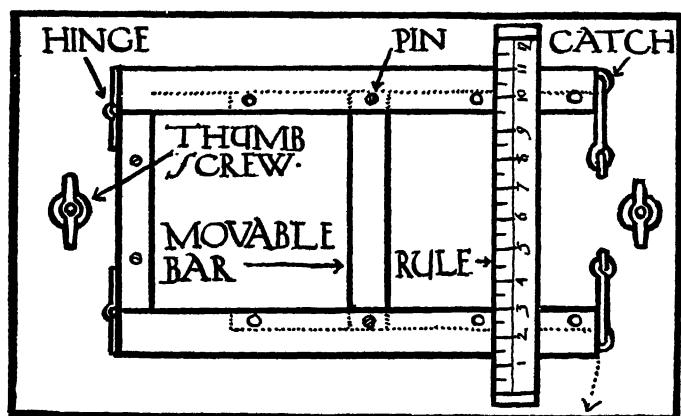 HINGE
PIN
CATCH
THUMB
SCREW.
MOVABLE
BAR
RULE
12
11
10
9
8
7
6
5
4
3
2
1